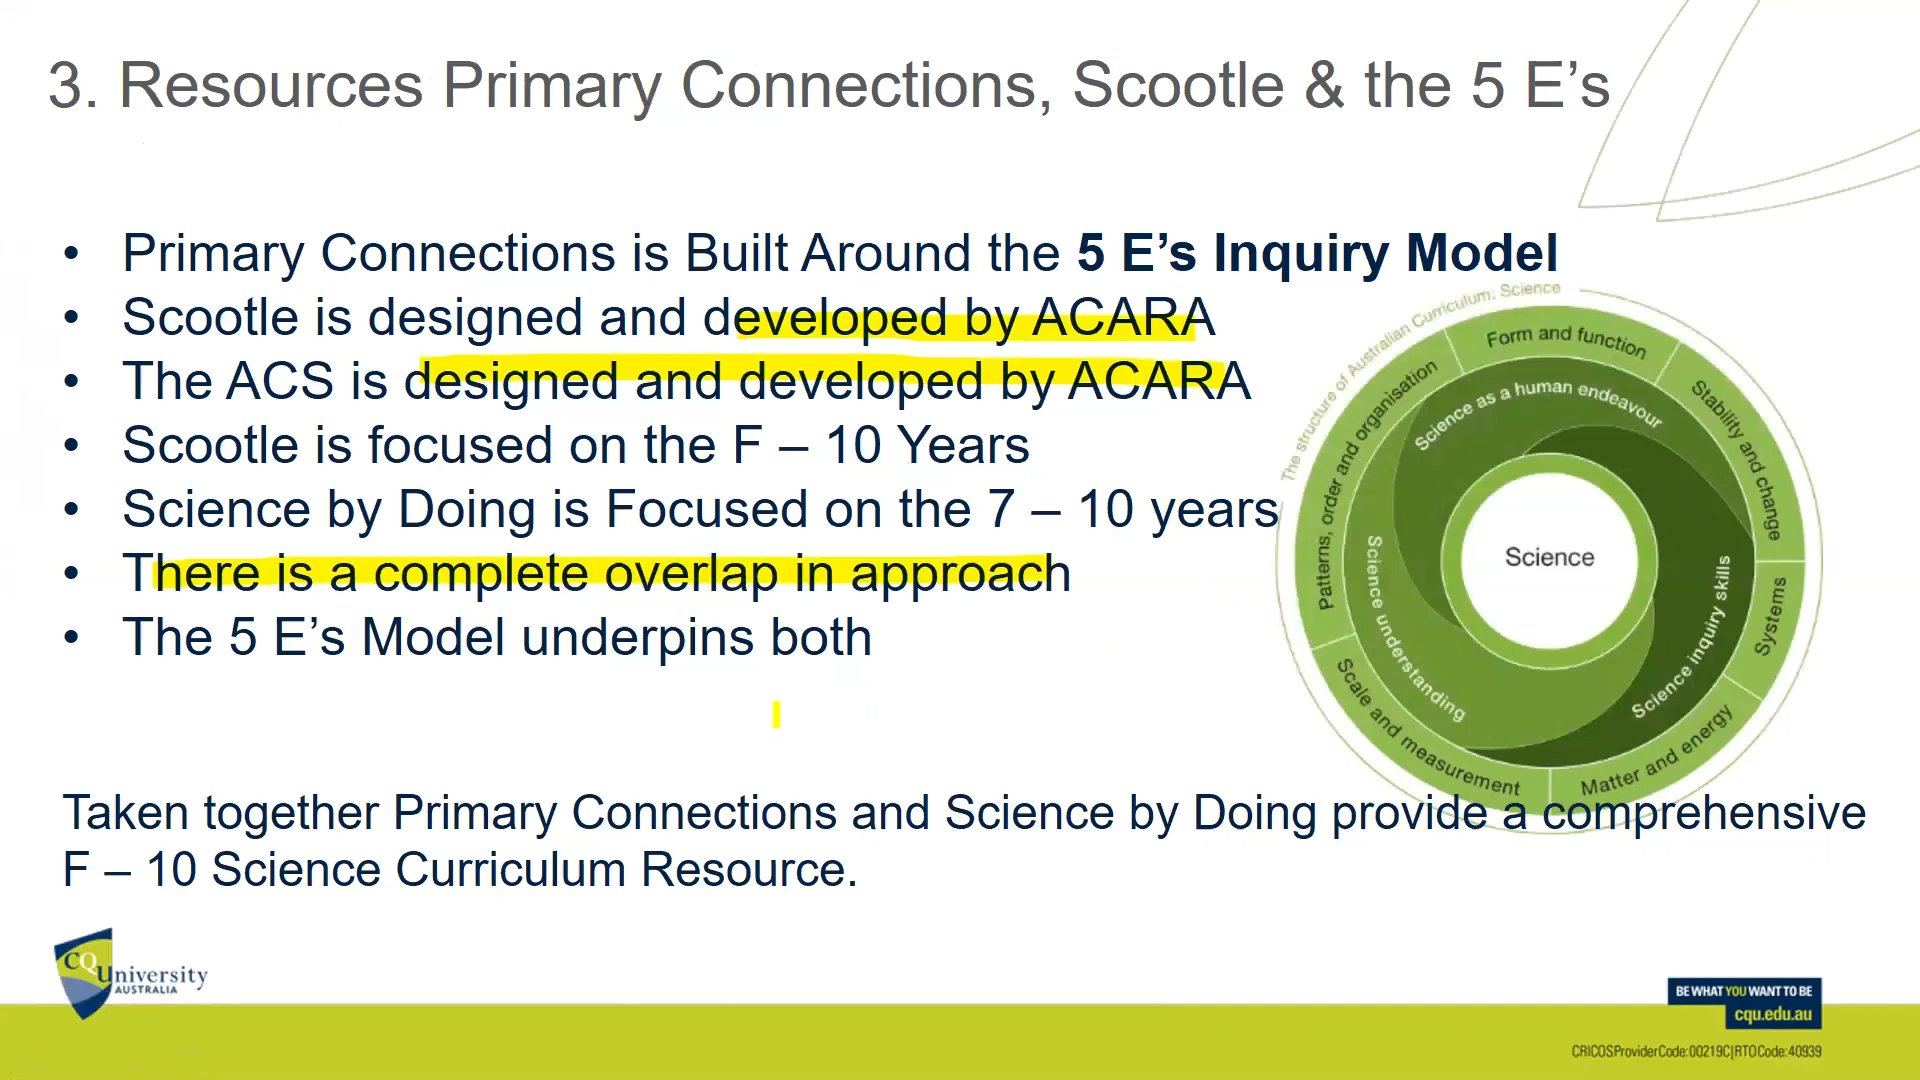 3. Resources Primary Connections, Scootle & the 5 E’s
• Primary Connections is Built Around the 5 E’s Inquiry Model
• Scootle is designed and developed by ACARA
• The ACS is designed and developed by ACARA
• Scootle is focused on the F – 10 Years
• Science by Doing is Focused on the 7 – 10 years
• There is a complete overlap in approach
• The 5 E’s Model underpins both
The structure of Australian Curriculum: Science
Form and function
Stability and change
Systems
Matter and energy
Scale and measurement
Patterns, order and organisation
Science as a human endeavour
Science inquiry skills
Science understanding
Science
Taken together Primary Connections and Science by Doing provide a comprehensive
F – 10 Science Curriculum Resource.
CQUniversity
AUSTRALIA
BE WHAT YOU WANT TO BE
cqu.edu.au
CRICOS Provider Code: 00219C | RTO Code: 40939